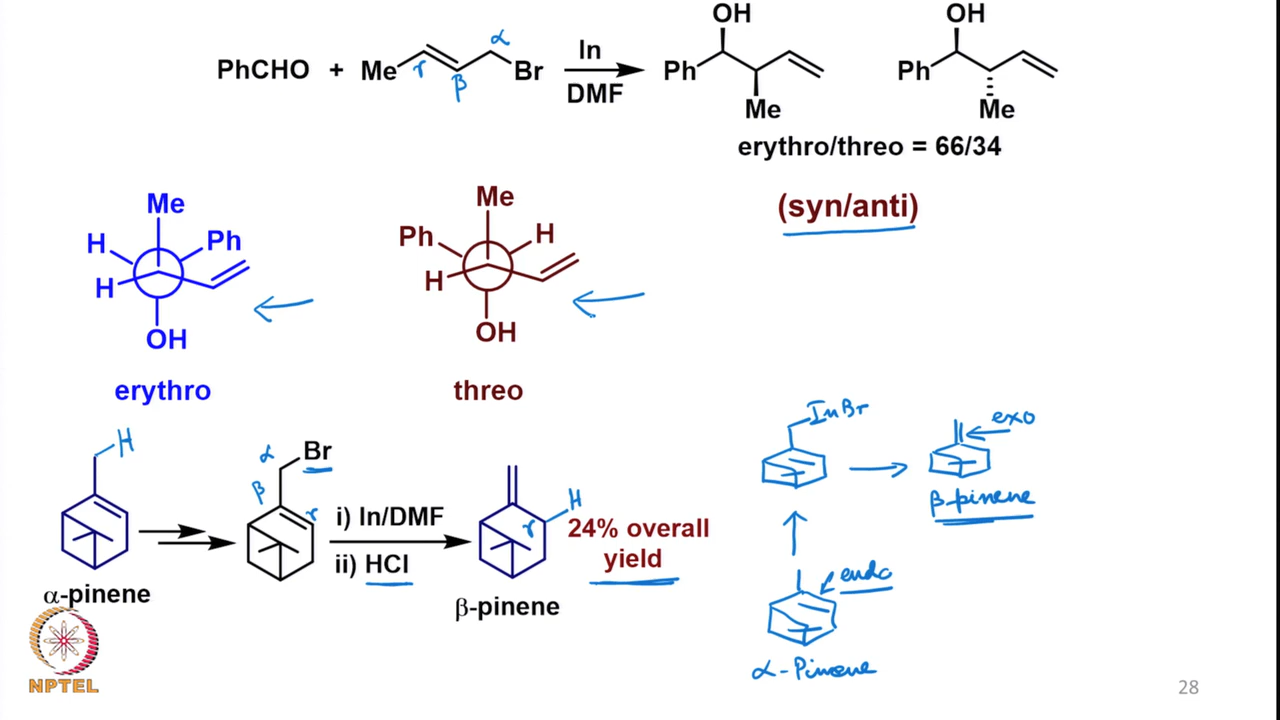 OH OH
α
PhCHO + Me γ Br In Ph Ph
β DMF
Me Me
erythro/threo = 66/34
(syn/anti)
Me
H Ph
H
OH
erythro
Me
Ph H
H
OH
threo
H
α-pinene
α Br
β
γ
i) In/DMF
ii) HCl
H
γ
β-pinene
24% overall
yield
InBr
exo
β-pinene
endo
α-Pinene
NPTEL
28